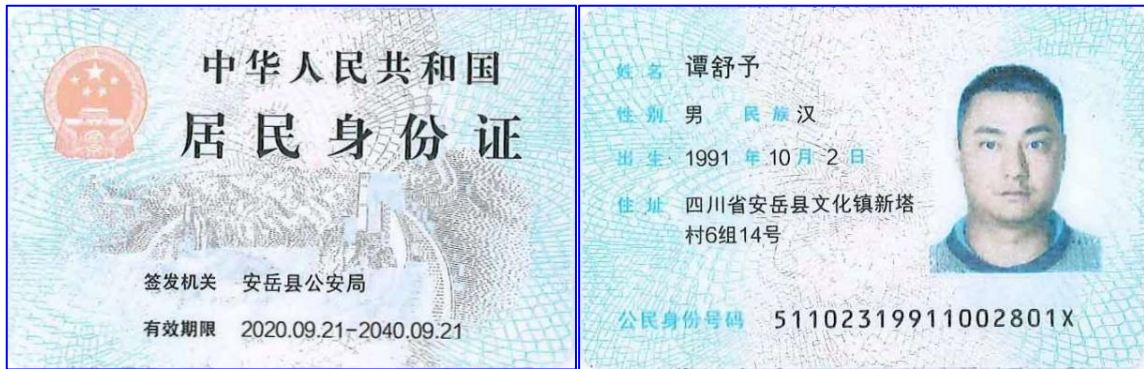 中华人民共和国
居民身份证
签发机关 安岳县公安局
有效期限 2020.09.21-2040.09.21
姓名 谭舒予
性别 男 民族 汉
出生 1991 年 10 月 2 日
住址 四川省安岳县文化镇新塔
村6组14号
公民身份号码 51102319911002801X